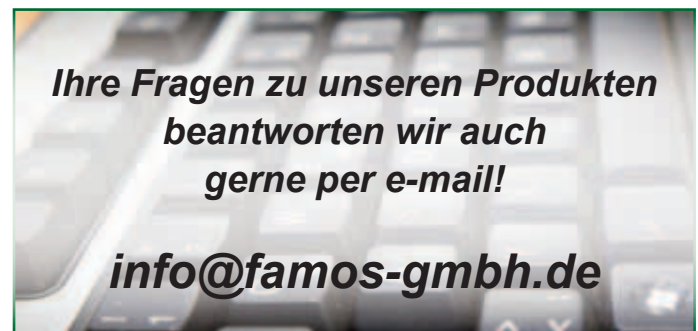 Ihre Fragen zu unseren Produkten
beantworten wir auch
gerne per e-mail!
info@famos-gmbh.de